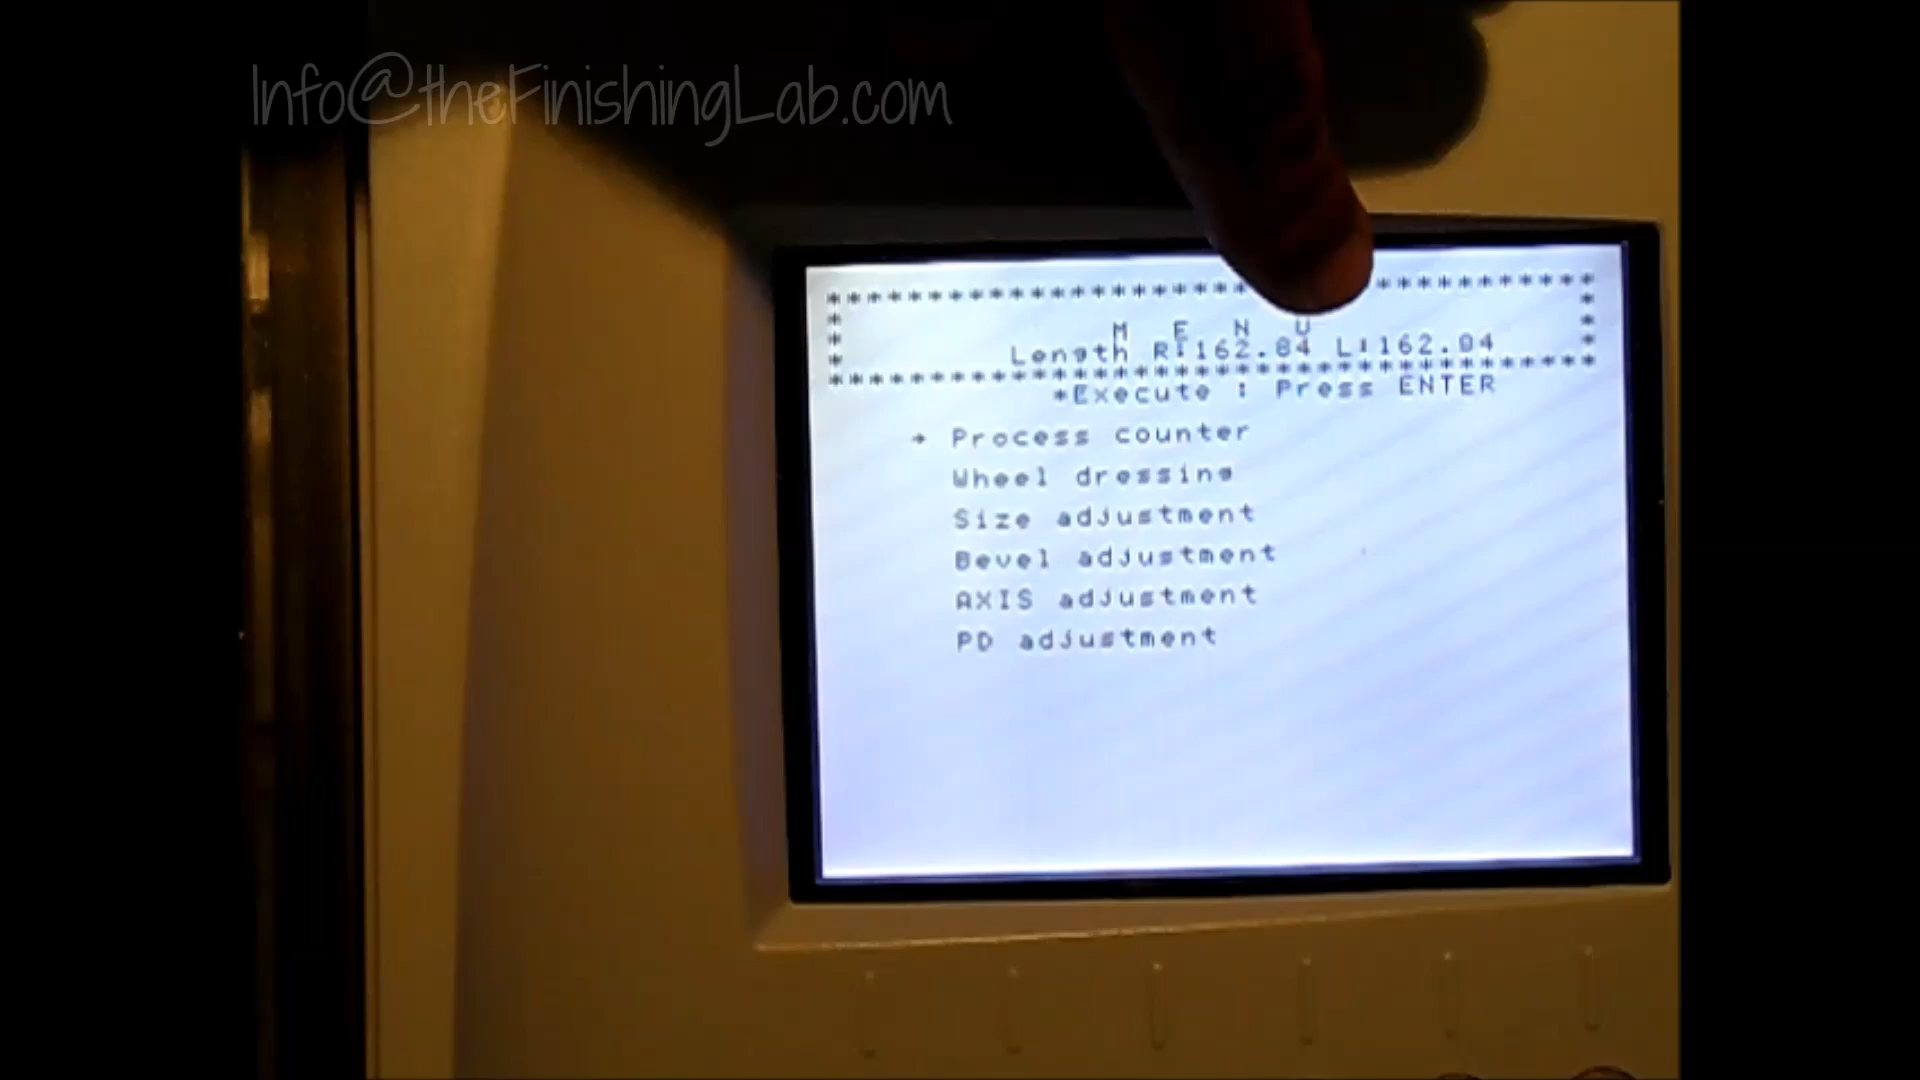 Info@theFinishingLab.com
M E N U
Length R:162.84 L:162.84
*Execute : Press ENTER
→ Process counter
Wheel dressing
Size adjustment
Bevel adjustment
AXIS adjustment
PD adjustment